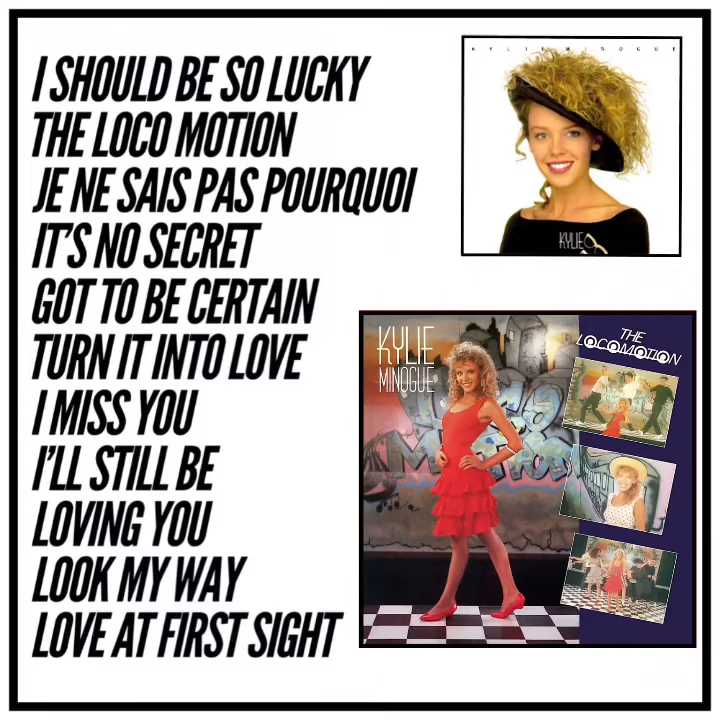 I SHOULD BE SO LUCKY
THE LOCO MOTION
JE NE SAIS PAS POURQUOI
IT'S NO SECRET
GOT TO BE CERTAIN
TURN IT INTO LOVE
I MISS YOU
I'LL STILL BE
LOVING YOU
LOOK MY WAY
LOVE AT FIRST SIGHT
KYLIE MINOGUE
KYLIE
KYLIE
MINOGUE
THE
LOCOMOTION